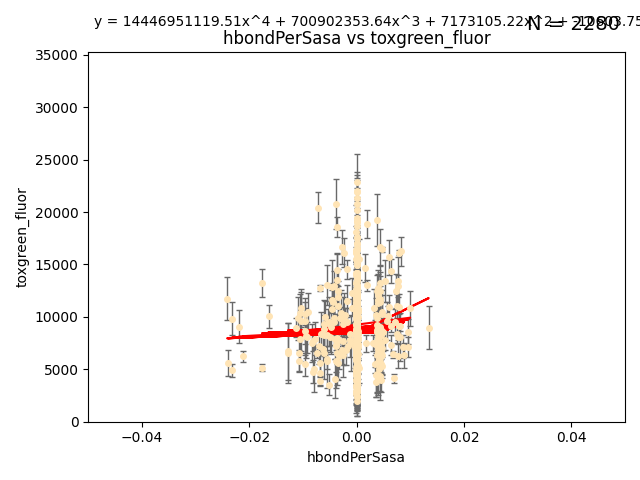 y = 14446951119.51x^4 + 700902353.64x^3 + 7173105.22x^2 +
N = 2280
hbondPerSasa vs toxgreen_fluor
35000
30000
25000
20000
15000
10000
5000
0
toxgreen_fluor
−0.04
−0.02
0.00
0.02
0.04
hbondPerSasa